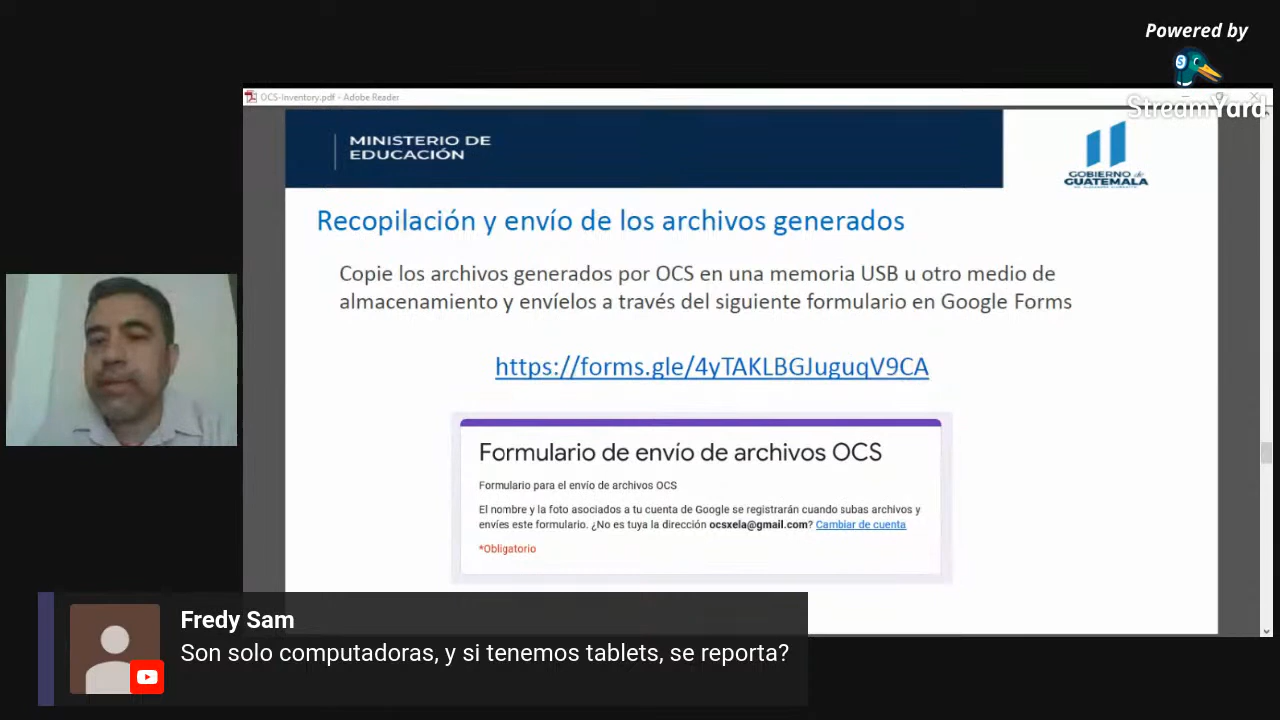 Powered by
StreamYard
OCS-Inventory.pdf - Adobe Reader
MINISTERIO DE
EDUCACIÓN
GOBIERNO de
GUATEMALA
Recopilación y envío de los archivos generados
Copie los archivos generados por OCS en una memoria USB u otro medio de
almacenamiento y envíelos a través del siguiente formulario en Google Forms
https://forms.gle/4yTAKLBGJuguqV9CA
Formulario de envío de archivos OCS
Formulario para el envío de archivos OCS
El nombre y la foto asociados a tu cuenta de Google se registrarán cuando subas archivos y
envíes este formulario. ¿No es tuya la dirección ocsxela@gmail.com? Cambiar de cuenta
*Obligatorio
Fredy Sam
Son solo computadoras, y si tenemos tablets, se reporta?